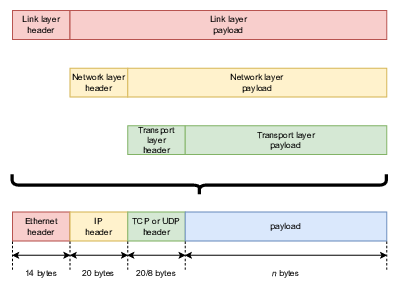 Link layer
header
Link layer
payload
Network layer
header
Network layer
payload
Transport
layer
header
Transport layer
payload
Ethernet
header
IP
header
TCP or UDP
header
payload
14 bytes
20 bytes
20/8 bytes
n bytes